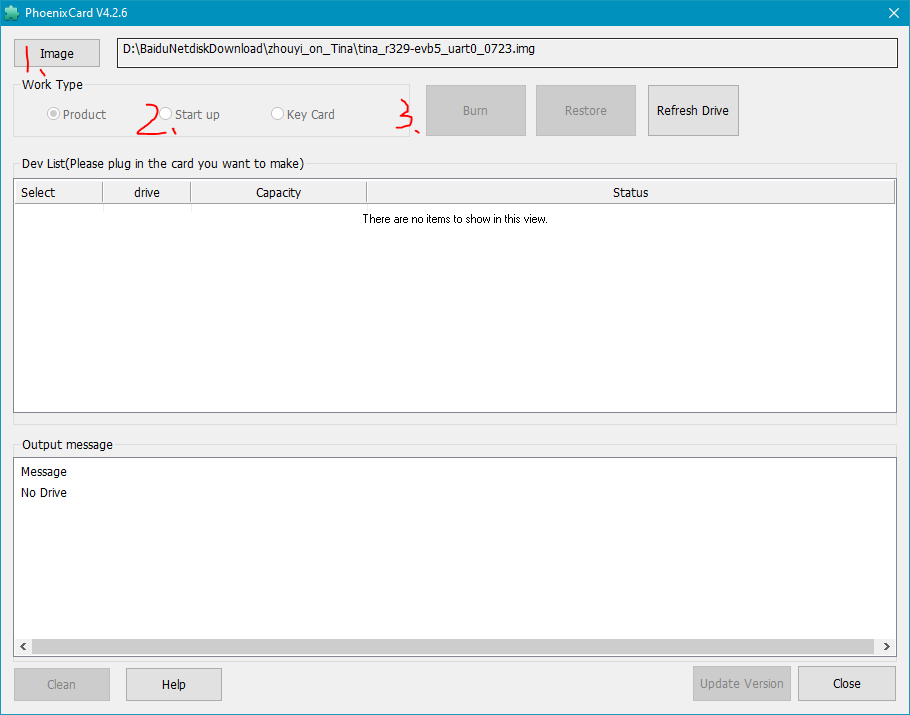 PhoenixCard V4.2.6
1、 Image D:\BaiduNetdiskDownload\zhouyi_on_Tina\tina_r329-evb5_uart0_0723.img
Work Type
Product 2、 Start up Key Card 3. Burn Restore Refresh Drive
Dev List(Please plug in the card you want to make)
Select drive Capacity Status
There are no items to show in this view.
Output message
Message
No Drive
Clean Help Update Version Close